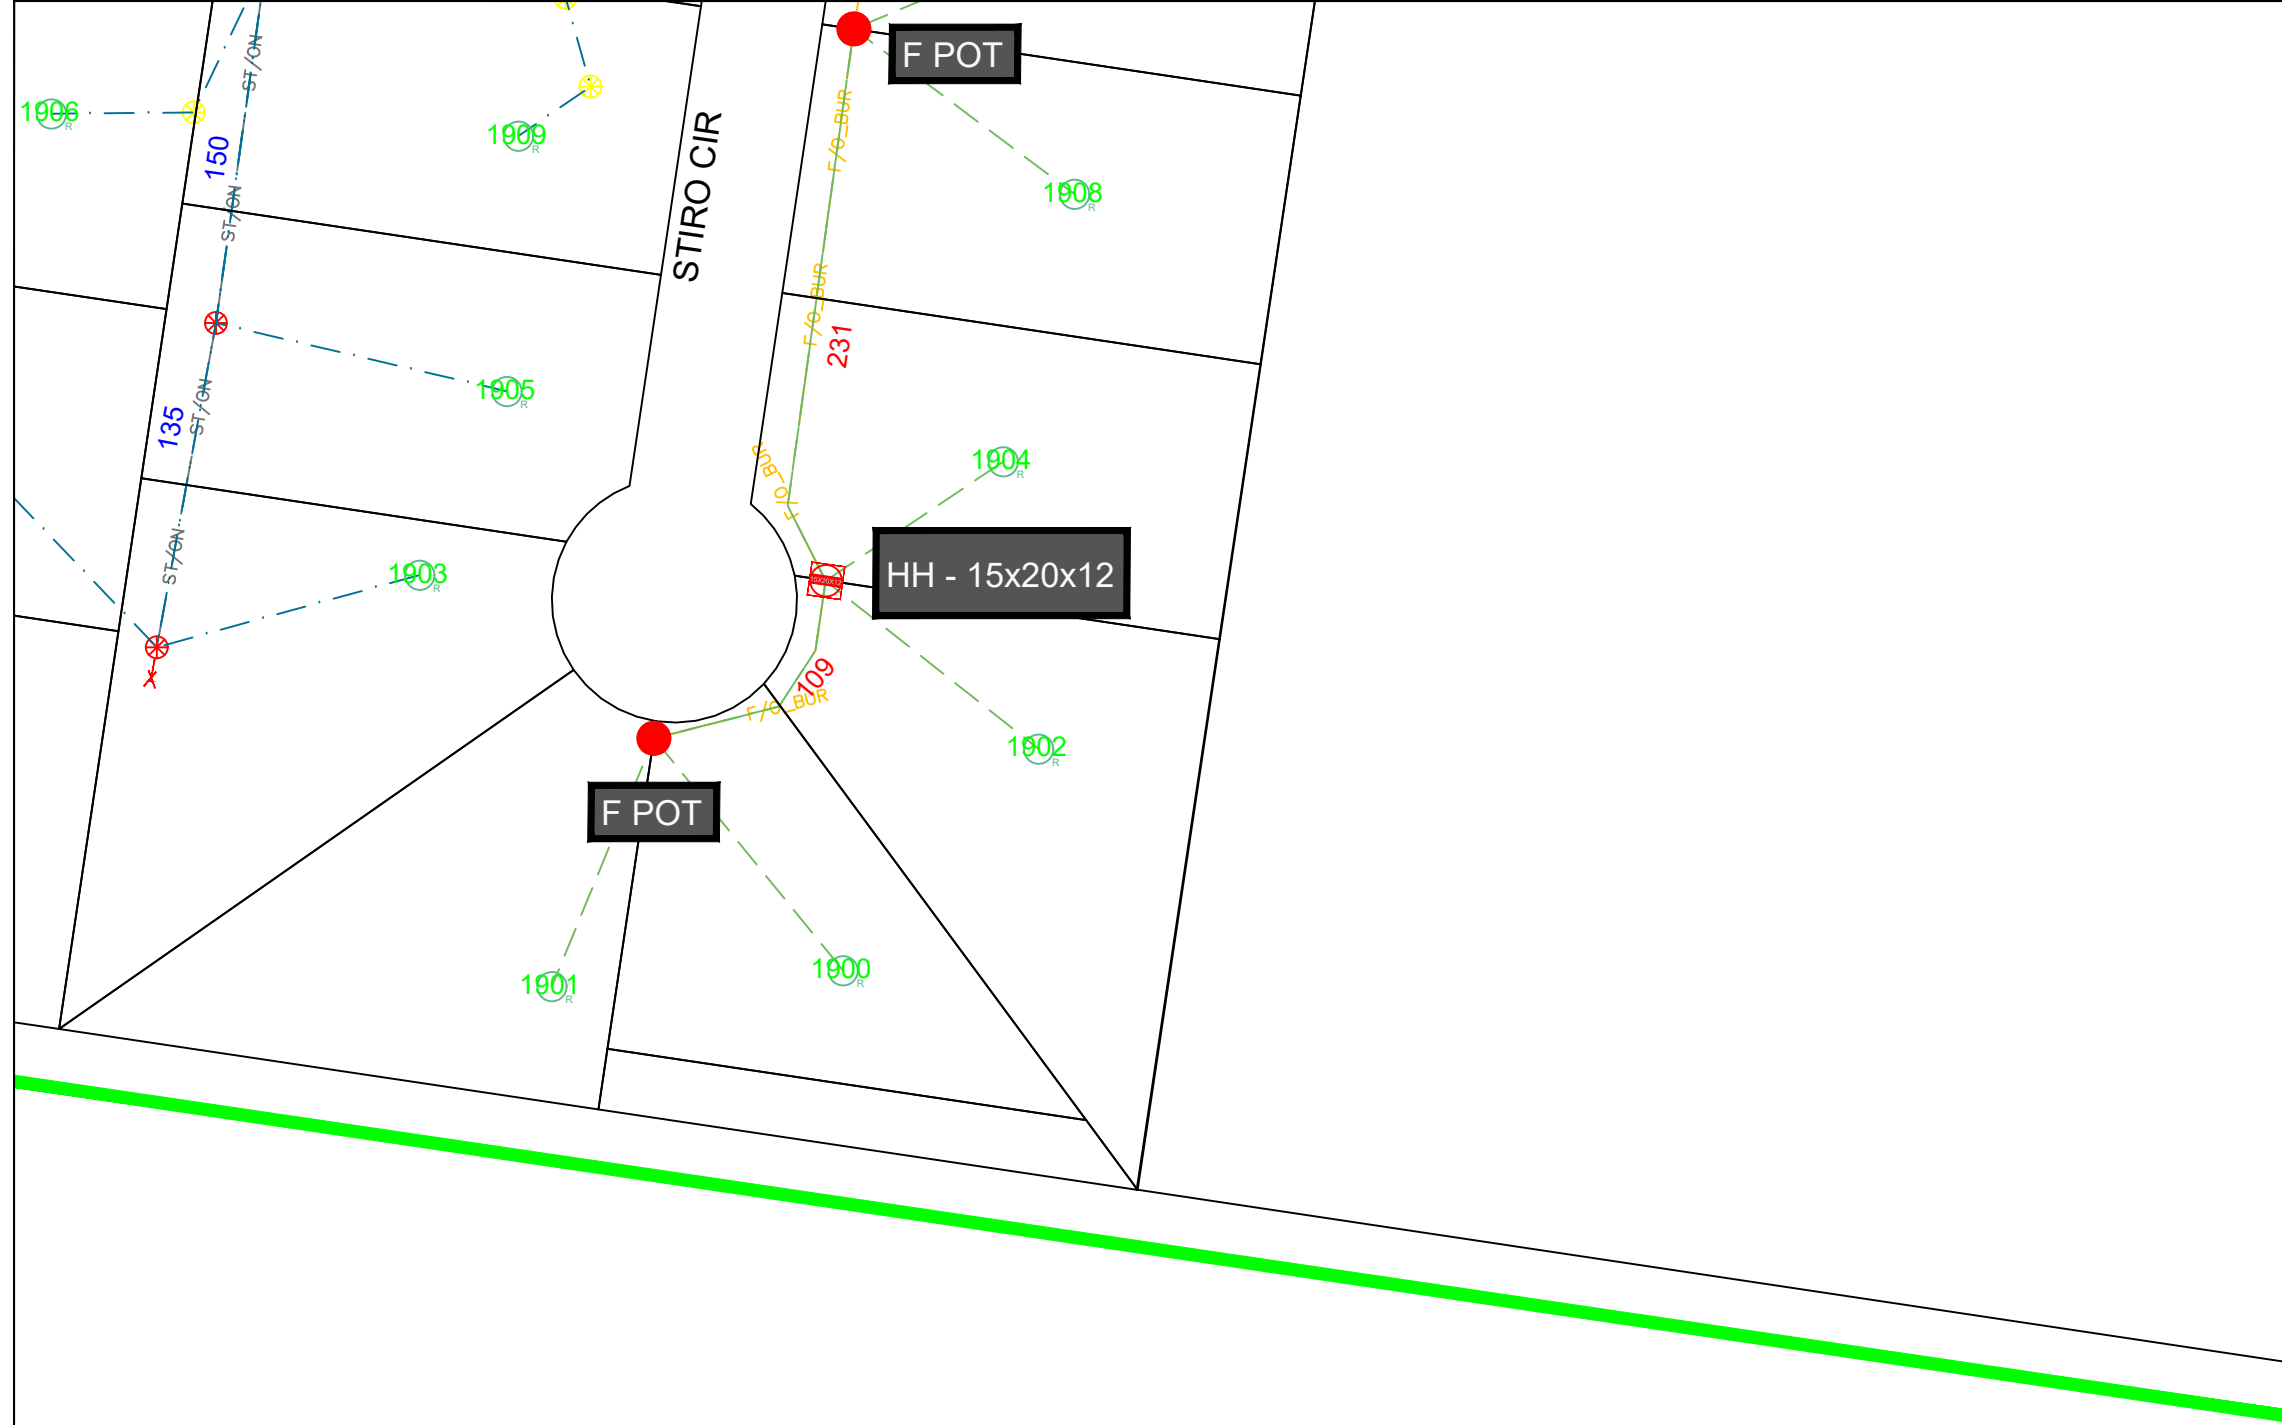 F POT
ST/ON
1906
R
1909
R
F/O_BUR
150
STIRO CIR
1908
R
ST/ON
F/O_BUR
231
1905
R
ST/ON
135
F/O_BUR
1904
R
ST/ON
1903
R
15X20X12
HH - 15x20x12
109
F/O_BUR
1902
R
F POT
1900
R
1901
R